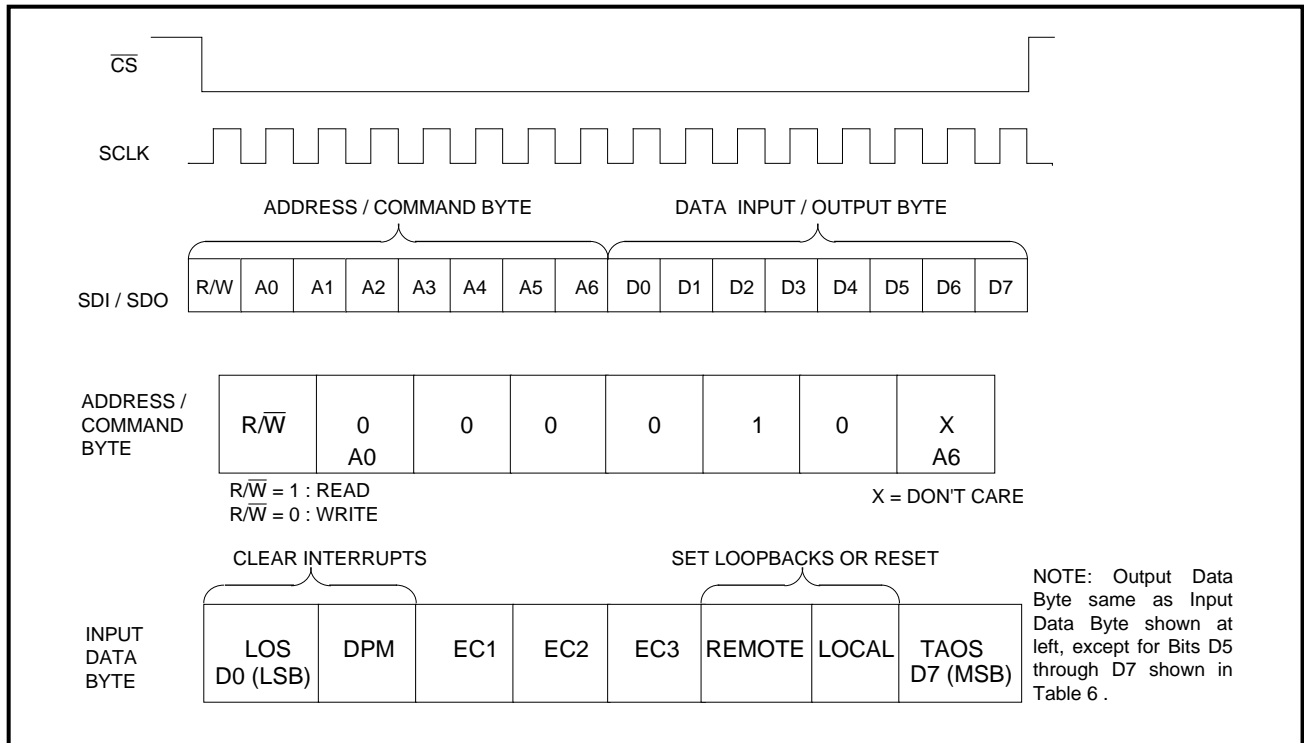 CS
SCLK
ADDRESS / COMMAND BYTE DATA INPUT / OUTPUT BYTE
SDI / SDO R/W A0 A1 A2 A3 A4 A5 A6 D0 D1 D2 D3 D4 D5 D6 D7
ADDRESS /
COMMAND
BYTE
R/W 0 0 0 0 1 0 X
A0 A6
R/W = 1 : READ
R/W = 0 : WRITE
X = DON'T CARE
CLEAR INTERRUPTS SET LOOPBACKS OR RESET
INPUT
DATA
BYTE
LOS DPM EC1 EC2 EC3 REMOTE LOCAL TAOS
D0 (LSB) D7 (MSB)
NOTE: Output Data
Byte same as Input
Data Byte shown at
left, except for Bits D5
through D7 shown in
Table 6 .